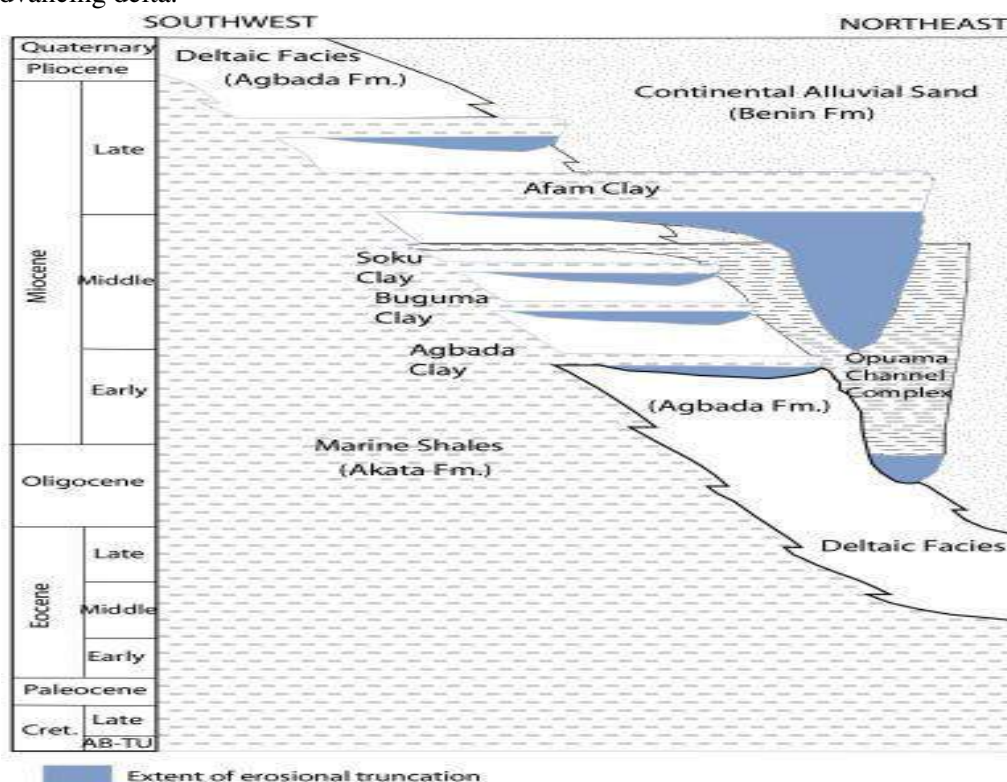 advancing delta.
SOUTHWEST
NORTHEAST
Quaternary
Pliocene
Miocene
Late
Middle
Early
Oligocene
Eocene
Late
Middle
Early
Paleocene
Cret.
Late
AB-TU
Deltaic Facies
(Agbada Fm.)
Continental Alluvial Sand
(Benin Fm)
Afam Clay
Soku
Clay
Buguma
Clay
Agbada
Clay
Opuama
Channel
Complex
(Agbada Fm.)
Marine Shales
(Akata Fm.)
Deltaic Facies
Extent of erosional truncation